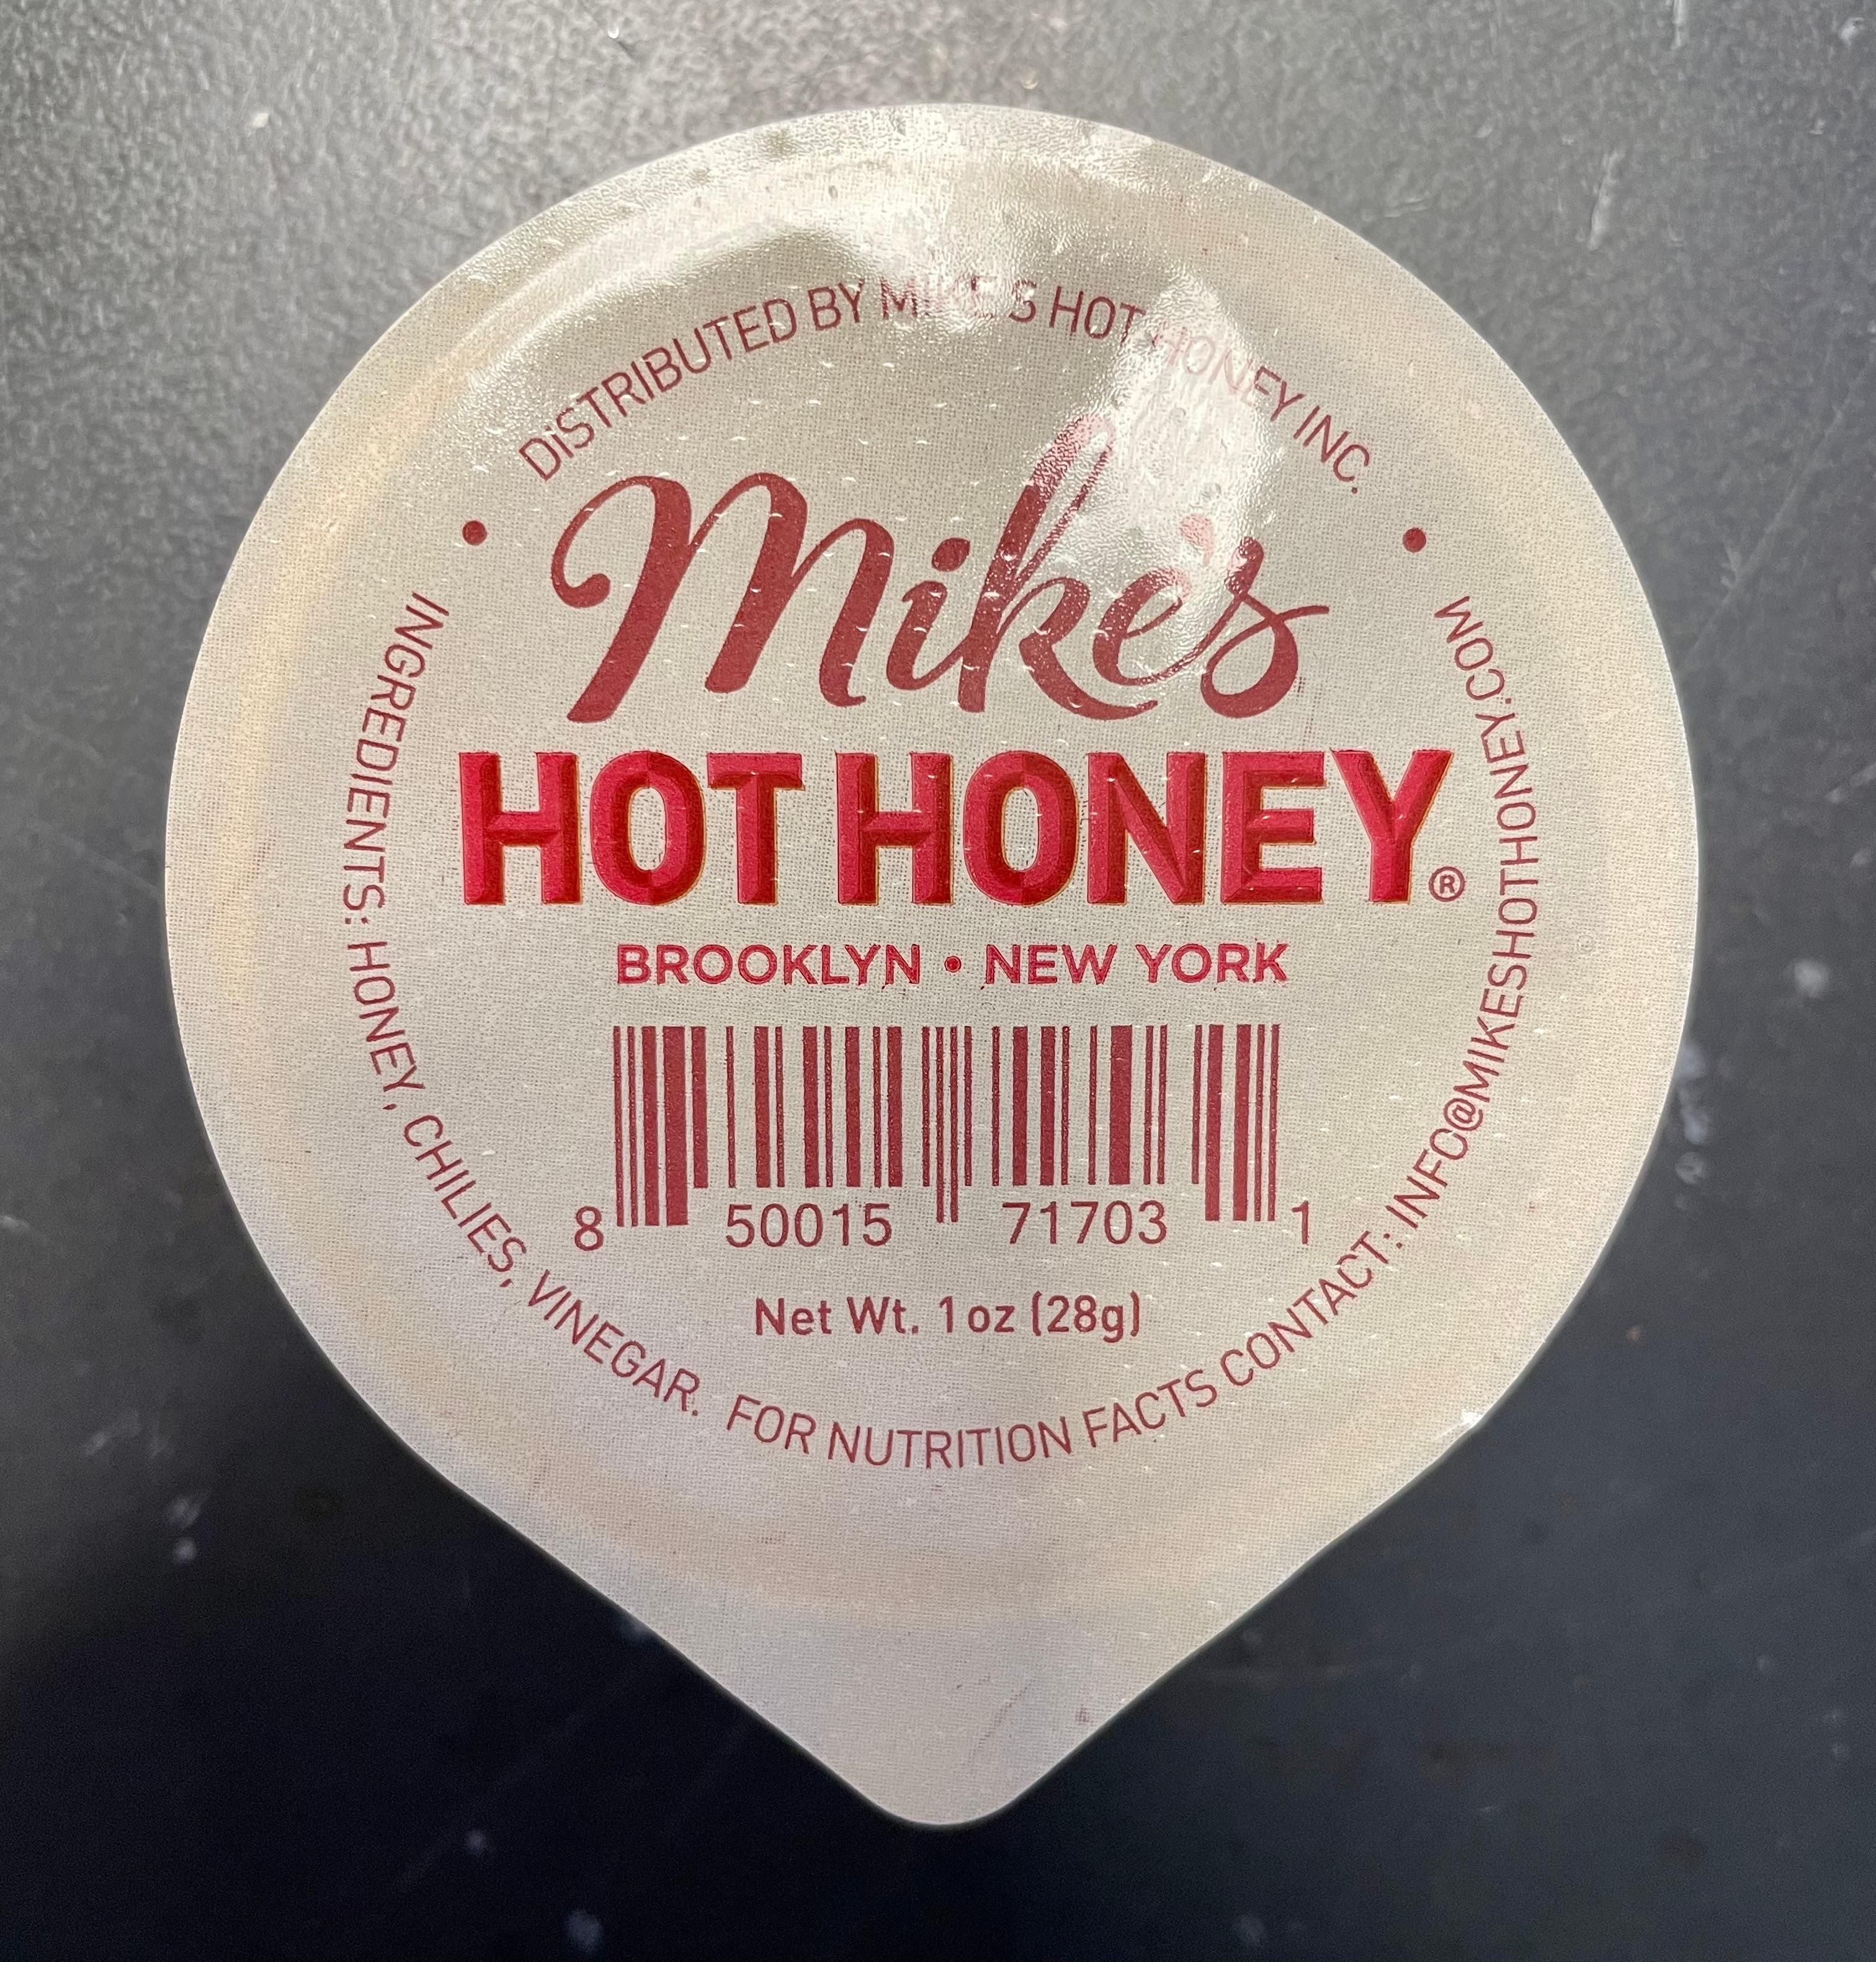 DISTRIBUTED BY MIKE'S HOT HONEY INC.
Mike's
HOT HONEY®
BROOKLYN • NEW YORK
8 50015 71703 1
Net Wt. 1 oz (28g)
• INGREDIENTS: HONEY, CHILIES, VINEGAR. FOR NUTRITION FACTS CONTACT: INFO@MIKESHOTHONEY.COM •